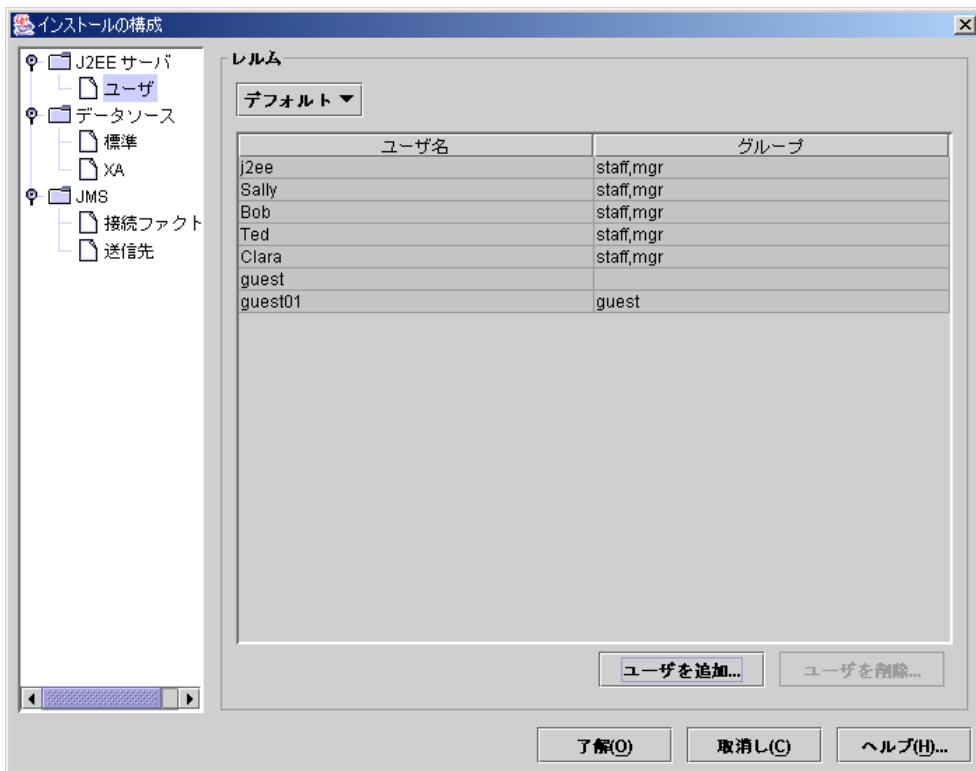 インストールの構成
J2EE サーバ
ユーザ
データソース
標準
XA
JMS
接続ファクト
送信先
レルム
デフォルト
ユーザ名 グループ
j2ee staff,mgr
Sally staff,mgr
Bob staff,mgr
Ted staff,mgr
Clara staff,mgr
guest
guest01 guest
ユーザを追加... ユーザを削除...
了解(O) 取消し(C) ヘルプ(H)...